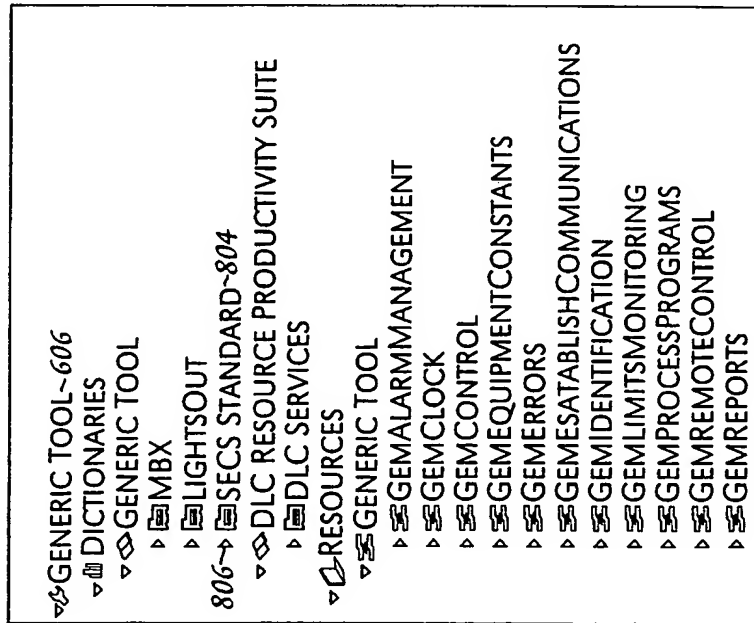 GENERIC TOOL~606
DICTIONARIES
GENERIC TOOL
MBX
LIGHTSOUT
806 SECS STANDARD~804
DLC RESOURCE PRODUCTIVITY SUITE
DLC SERVICES
RESOURCES
GENERIC TOOL
GEMALARMMANAGEMENT
GEMCLOCK
GEMCONTROL
GEMEQUIPMENTCONSTANTS
GEMERRORS
GEMESATABLISHCOMMUNICATIONS
GEMIDENTIFICATION
GEMLIMITSMONITORING
GEMPROCESSPROGRAMS
GEMREMOTECONTROL
GEMREPORTS